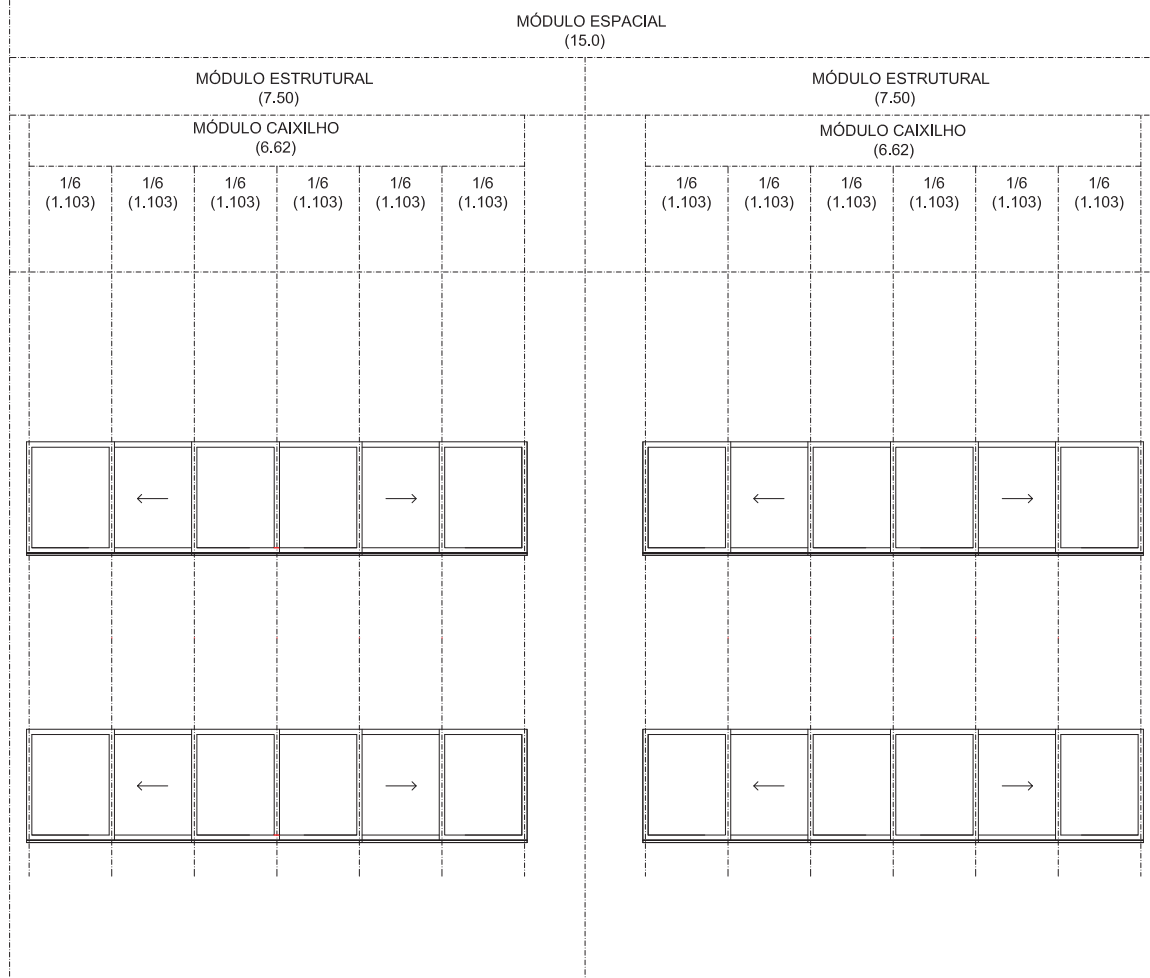 MÓDULO ESPACIAL
(15.0)
MÓDULO ESTRUTURAL
(7.50)
MÓDULO ESTRUTURAL
(7.50)
MÓDULO CAIXILHO
(6.62)
MÓDULO CAIXILHO
(6.62)
1/6 1/6 1/6 1/6 1/6 1/6
(1.103) (1.103) (1.103) (1.103) (1.103) (1.103)
1/6 1/6 1/6 1/6 1/6 1/6
(1.103) (1.103) (1.103) (1.103) (1.103) (1.103)